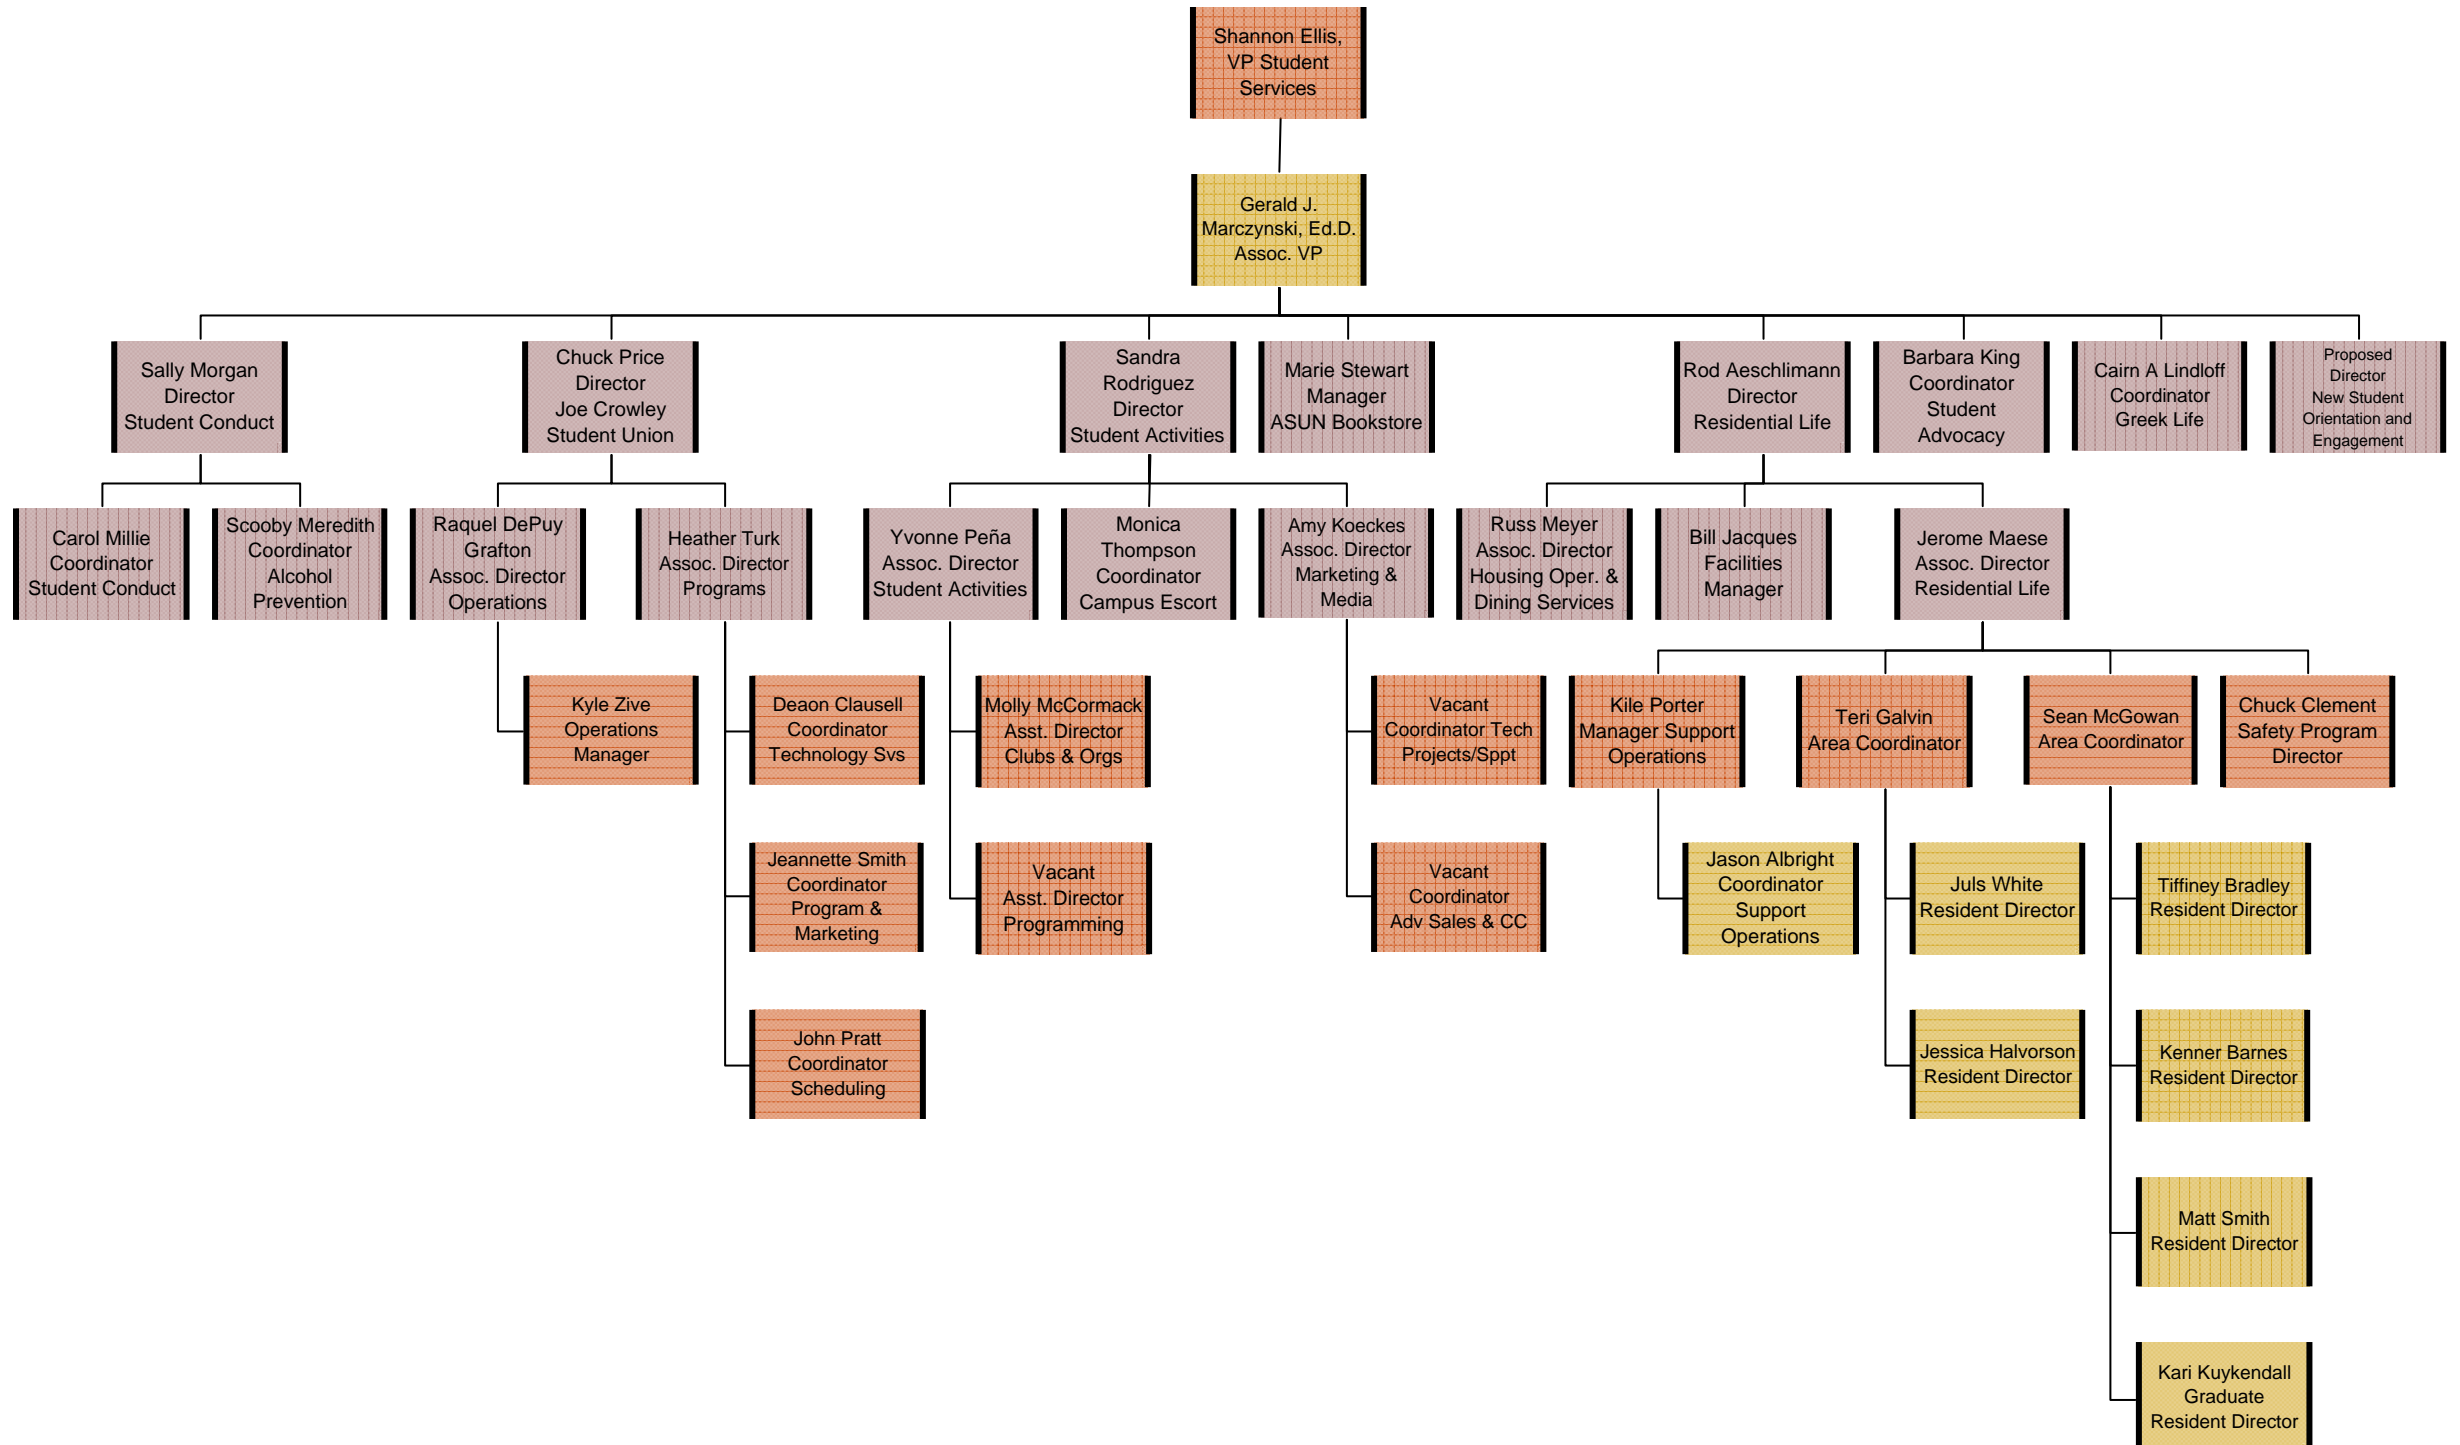 Shannon Ellis,
VP Student
Services
Gerald J.
Marczynski, Ed.D.
Assoc. VP
Sally Morgan
Director
Student Conduct
Chuck Price
Director
Joe Crowley
Student Union
Sandra
Rodriguez
Director
Student Activities
Marie Stewart
Manager
ASUN Bookstore
Rod Aeschlimann
Director
Residential Life
Barbara King
Coordinator
Student
Advocacy
Cairn A Lindloff
Coordinator
Greek Life
Proposed
Director
New Student
Orientation and
Engagement
Carol Millie
Coordinator
Student Conduct
Scooby Meredith
Coordinator
Alcohol
Prevention
Raquel DePuy
Grafton
Assoc. Director
Operations
Heather Turk
Assoc. Director
Programs
Yvonne Peña
Assoc. Director
Student Activities
Monica
Thompson
Coordinator
Campus Escort
Amy Koeckes
Assoc. Director
Marketing &
Media
Russ Meyer
Assoc. Director
Housing Oper. &
Dining Services
Bill Jacques
Facilities
Manager
Jerome Maese
Assoc. Director
Residential Life
Kyle Zive
Operations
Manager
Deaon Clausell
Coordinator
Technology Svs
Molly McCormack
Asst. Director
Clubs & Orgs
Vacant
Coordinator Tech
Projects/Sppt
Kile Porter
Manager Support
Operations
Teri Galvin
Area Coordinator
Sean McGowan
Area Coordinator
Chuck Clement
Safety Program
Director
Jeannette Smith
Coordinator
Program &
Marketing
Vacant
Asst. Director
Programming
Vacant
Coordinator
Adv Sales & CC
Jason Albright
Coordinator
Support
Operations
Juls White
Resident Director
Tiffiney Bradley
Resident Director
John Pratt
Coordinator
Scheduling
Jessica Halvorson
Resident Director
Kenner Barnes
Resident Director
Matt Smith
Resident Director
Kari Kuykendall
Graduate
Resident Director